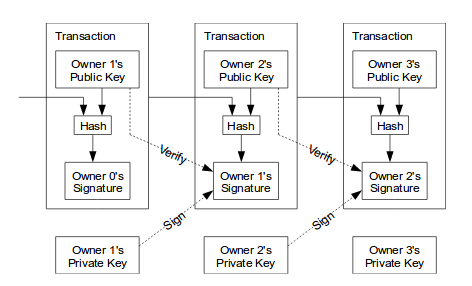 Transaction
Owner 1's
Public Key
Hash
Owner 0's
Signature
Owner 1's
Private Key
Transaction
Owner 2's
Public Key
Hash
Verify
Owner 1's
Signature
Sign
Owner 2's
Private Key
Transaction
Owner 3's
Public Key
Hash
Verify
Owner 2's
Signature
Sign
Owner 3's
Private Key